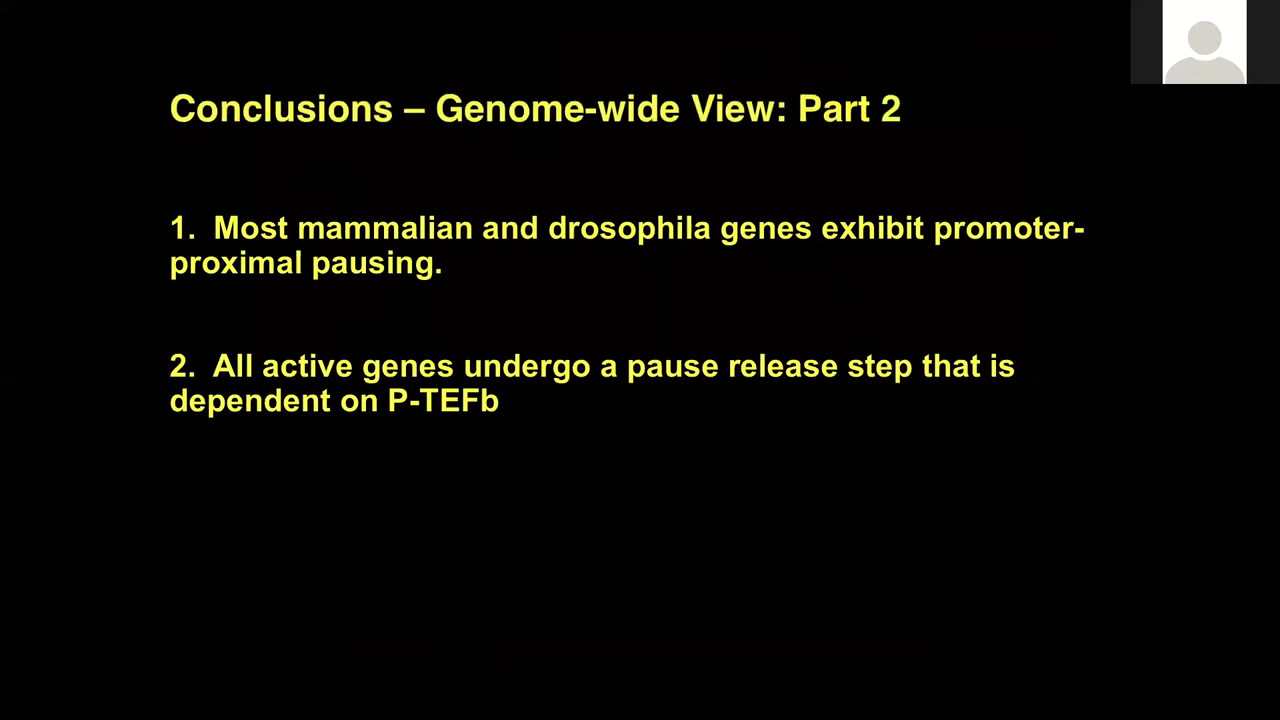 Conclusions – Genome-wide View: Part 2
1. Most mammalian and drosophila genes exhibit promoter-
proximal pausing.
2. All active genes undergo a pause release step that is
dependent on P-TEFb